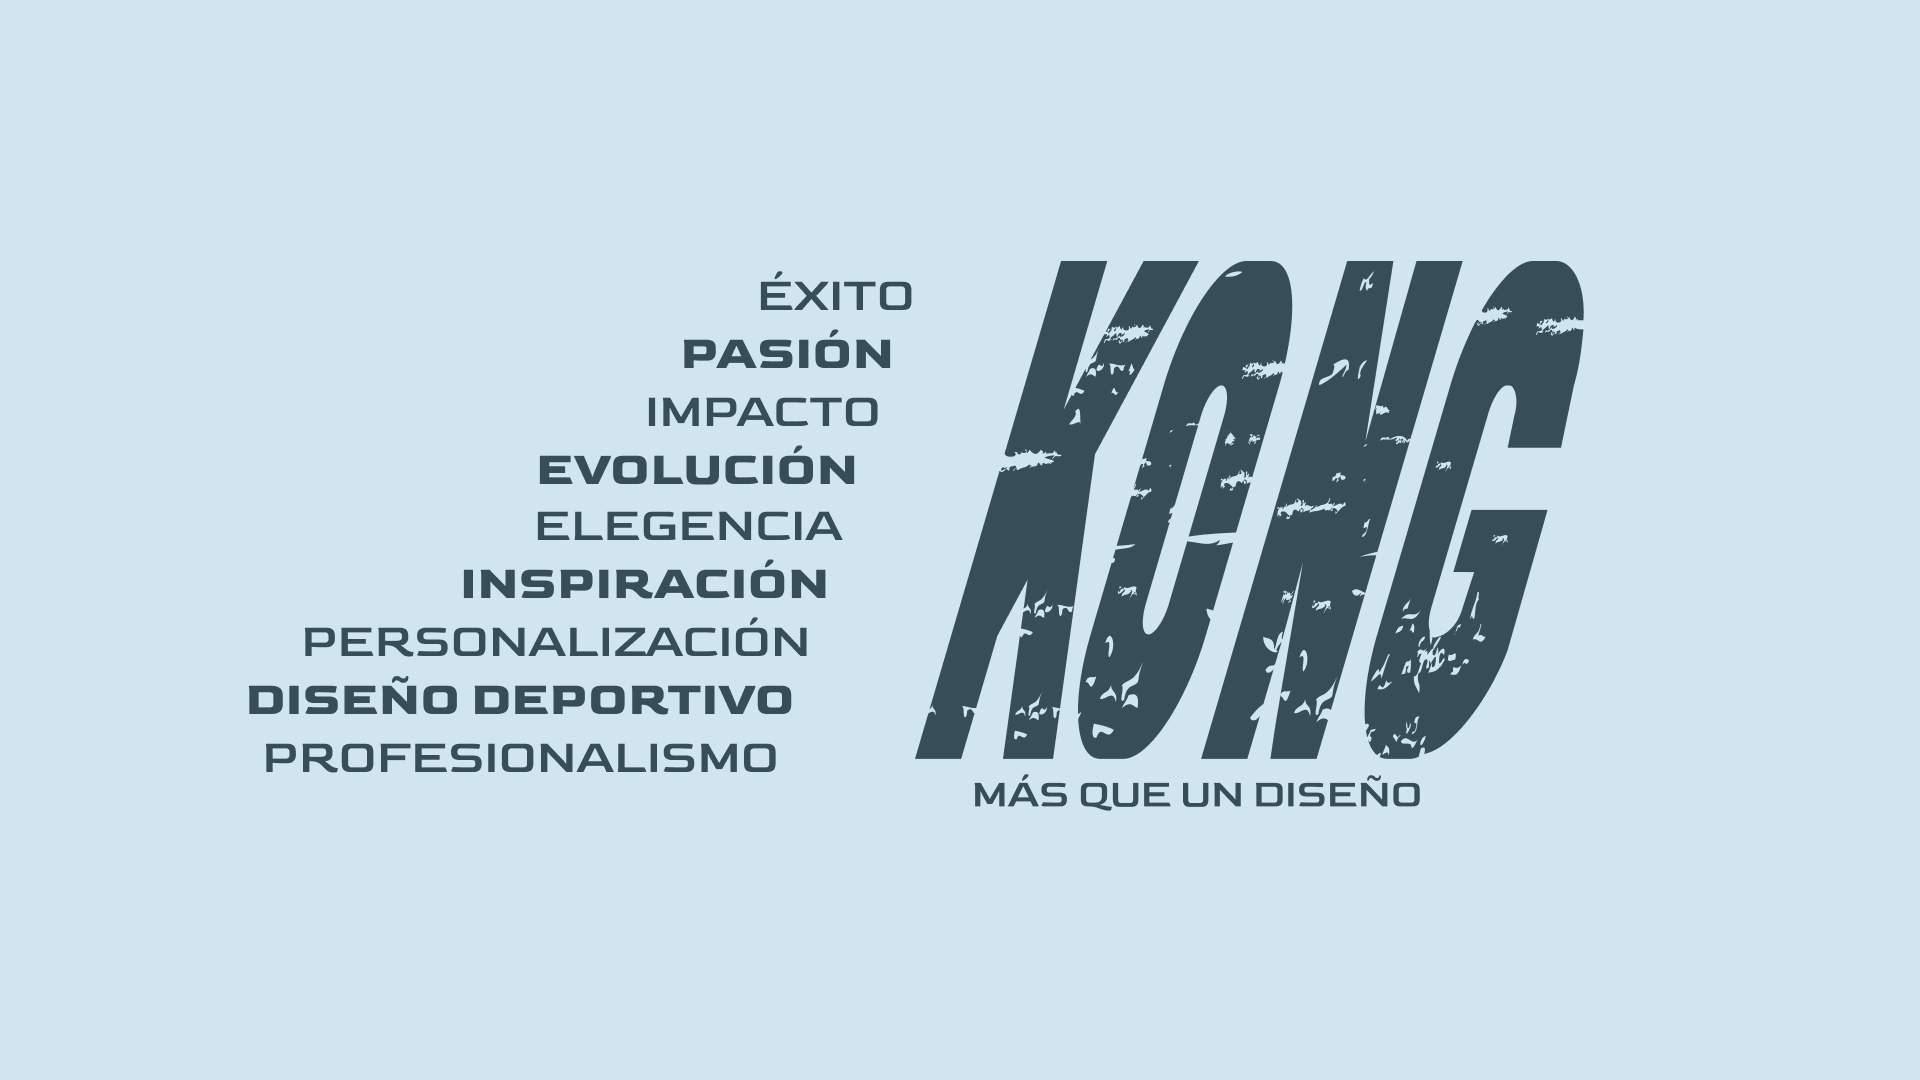 ÉXITO
PASIÓN
IMPACTO
EVOLUCIÓN
ELEGENCIA
INSPIRACIÓN
PERSONALIZACIÓN
DISEÑO DEPORTIVO
PROFESIONALISMO
KONG
MÁS QUE UN DISEÑO